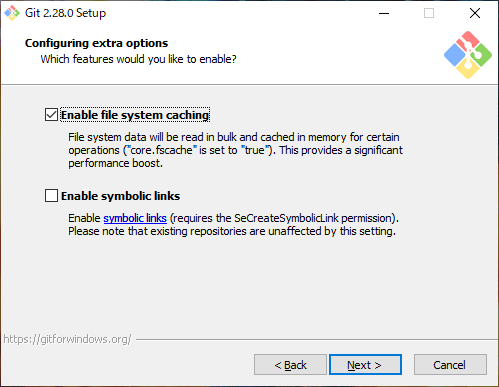 Git 2.28.0 Setup
Configuring extra options
Which features would you like to enable?
Enable file system caching
File system data will be read in bulk and cached in memory for certain
operations ("core.fscache" is set to "true"). This provides a significant
performance boost.
Enable symbolic links
Enable symbolic links (requires the SeCreateSymbolicLink permission).
Please note that existing repositories are unaffected by this setting.
https://gitforwindows.org/
< Back
Next >
Cancel